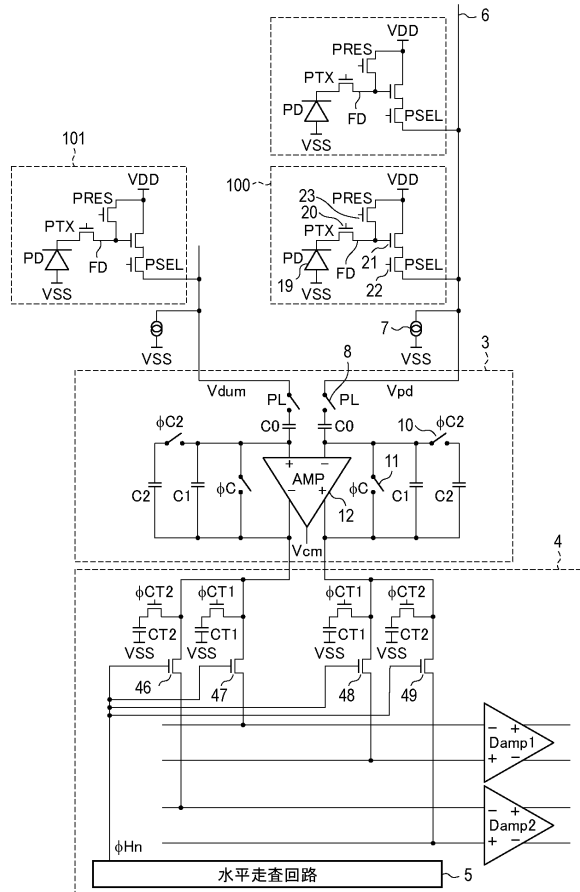 6
VDD
PRES
PTX
PD
FD
PSEL
VSS
101
VDD
PRES
PTX
PD
FD
PSEL
VSS
100
VDD
PRES
23
20
PTX
PD
FD
21
PSEL
19
22
VSS
VSS
7
VSS
3
Vdum
8
Vpd
PL
PL
C0
C0
φC2
10
φC2
+
−
AMP
11
C2
C1
φC
−
+
φC
C1
C2
12
Vcm
4
φCT2
φCT1
φCT1
φCT2
CT2
CT1
CT1
CT2
VSS
VSS
VSS
VSS
46
47
48
49
− +
Damp1
+ −
− +
Damp2
+ −
φHn
水平走査回路
5